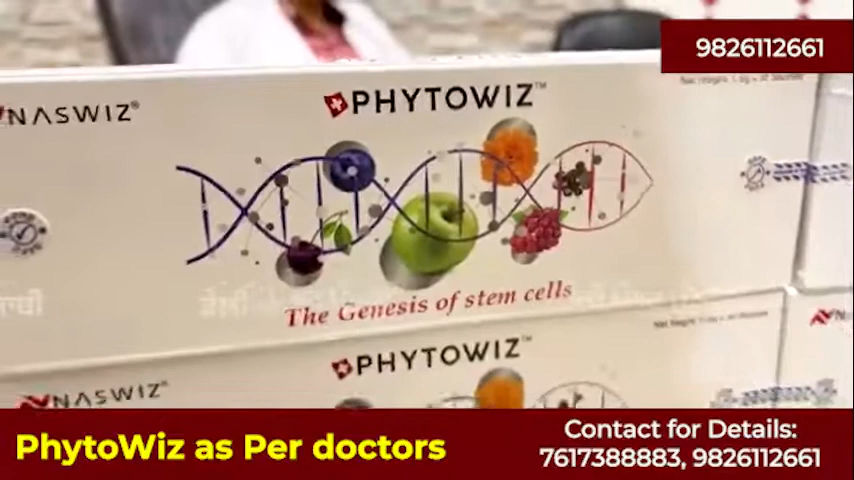 9826112661
NASWIZ®
PHYTOWIZ™
The Genesis of stem cells
PHYTOWIZ™
NASWIZ®
PhytoWiz as Per doctors
Contact for Details:
7617388883, 9826112661